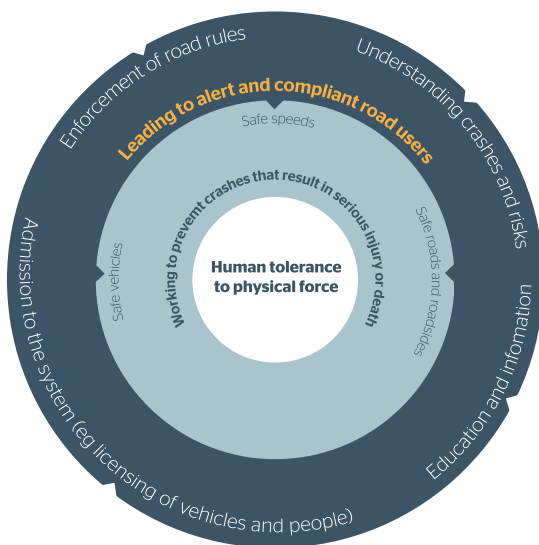 Enforcement of road rules
Understanding crashes and risks
Leading to alert and compliant road users
Safe speeds
Working to prevemt crashes that result in serious injury or death
Safe vehicles
Safe roads and roadsides
Human tolerance
to physical force
Admission to the system (eg licensing of vehicles and people)
Education and infomation